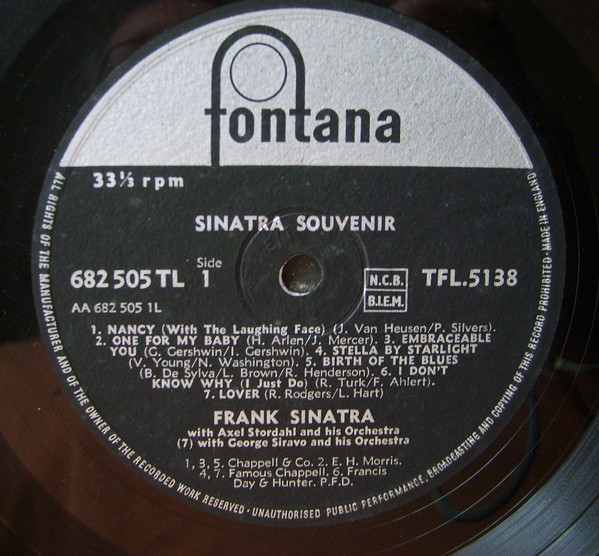 fontana
33⅓ rpm
SINATRA SOUVENIR
682 505 TL
Side
1
N.C.B.
B.I.E.M.
TFL.5138
AA 682 505 1L
1. NANCY (With The Laughing Face) (J. Van Heusen/P. Silvers).
2. ONE FOR MY BABY (H. Arlen/J. Mercer). 3. EMBRACEABLE
YOU (G. Gershwin/I. Gershwin). 4. STELLA BY STARLIGHT
(V. Young/N. Washington). 5. BIRTH OF THE BLUES
(B. De Sylva/L. Brown/R. Henderson). 6. I DON'T
KNOW WHY (I Just Do) (R. Turk/F. Ahlert).
7. LOVER (R. Rodgers/L. Hart)
FRANK SINATRA
with Axel Stordahl and his Orchestra
(7) with George Siravo and his Orchestra
1, 3, 5. Chappell & Co. 2. E. H. Morris.
4, 7. Famous Chappell. 6. Francis
Day & Hunter. P.F.D.
ALL RIGHTS OF THE MANUFACTURER AND OF THE OWNER OF THE RECORDED WORK RESERVED · UNAUTHORISED PUBLIC PERFORMANCE, BROADCASTING AND COPYING OF THIS RECORD PROHIBITED · MADE IN ENGLAND